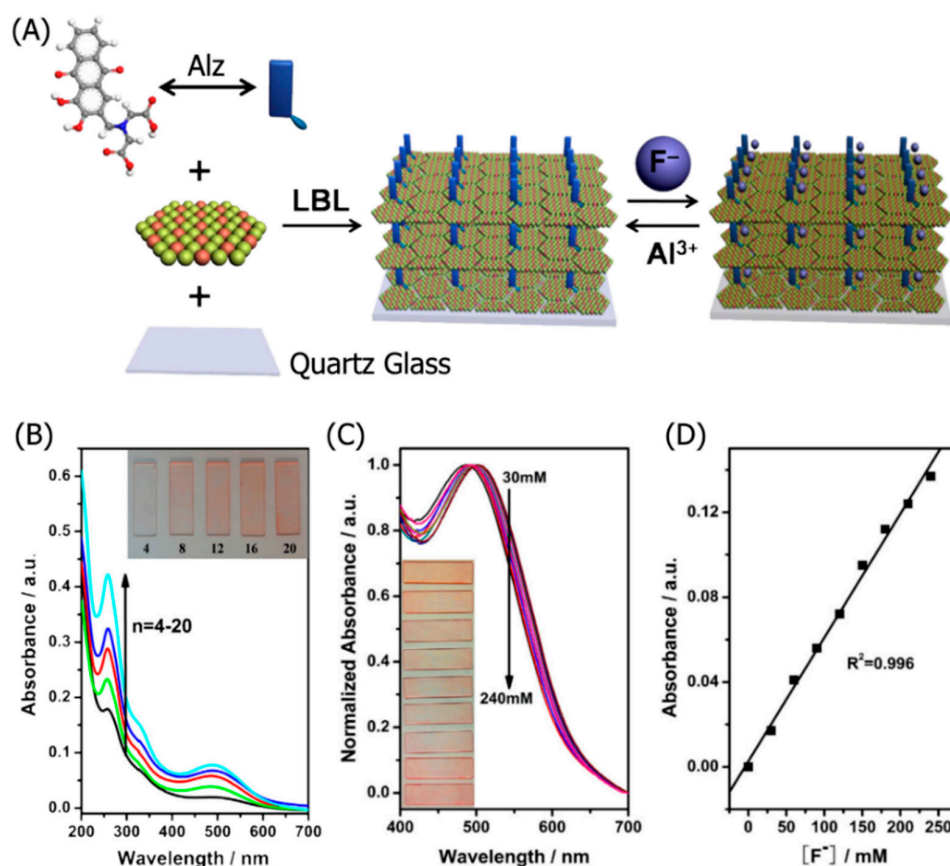 (A)
Alz
+
LBL
F⁻
Al³⁺
+
Quartz Glass
(B)
Absorbance / a.u.
0.6
0.5
0.4
0.3
0.2
0.1
0.0
4 8 12 16 20
n=4-20
200 300 400 500 600 700
Wavelength / nm
(C)
Normalized Absorbance / a.u.
1.0
0.8
0.6
0.4
0.2
0.0
30mM
240mM
400 500 600 700
Wavelength / nm
(D)
Absorbance / a.u.
0.12
0.08
0.04
0.00
R²=0.996
0 50 100 150 200 250
[F⁻] / mM